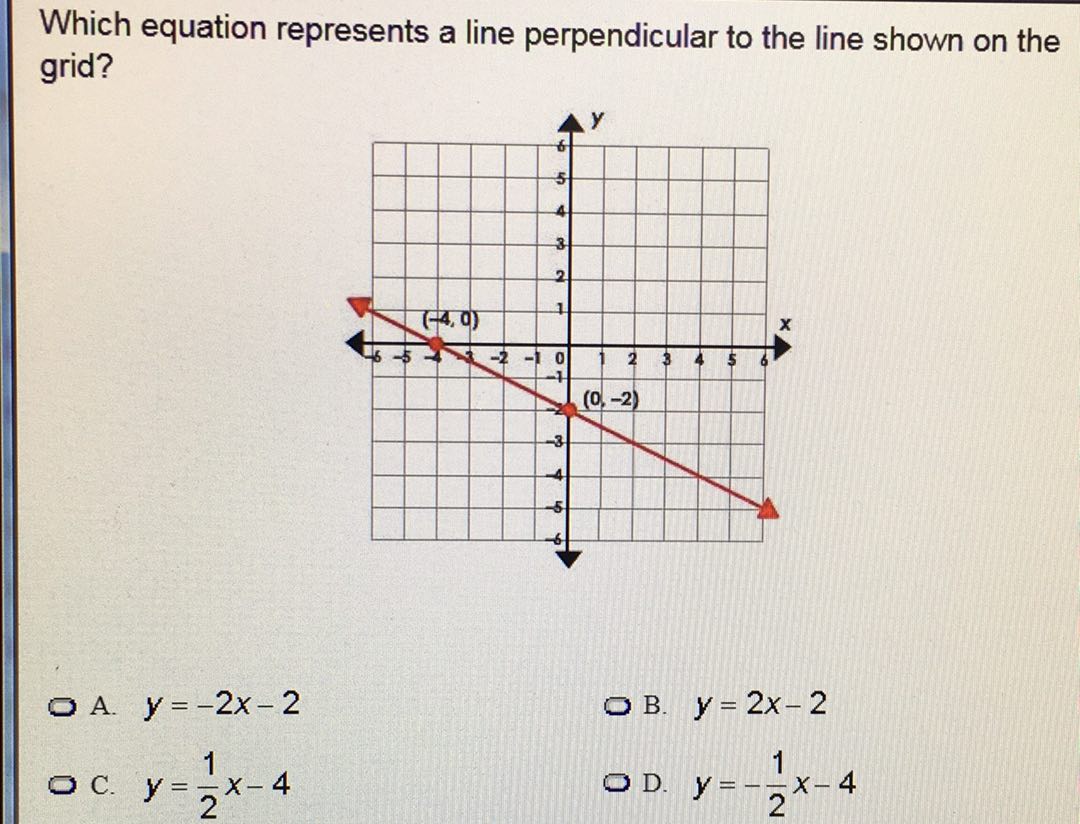 Which equation represents a line perpendicular to the line shown on the
grid?
y
6
5
4
3
2
1
(-4, 0)
x
-6 -5 -4 -3 -2 -1 0 1 2 3 4 5 6
-1
(0, -2)
-2
-3
-4
-5
-6
A. y = -2x - 2
B. y = 2x - 2
C. y = 1/2 x - 4
D. y = - 1/2 x - 4